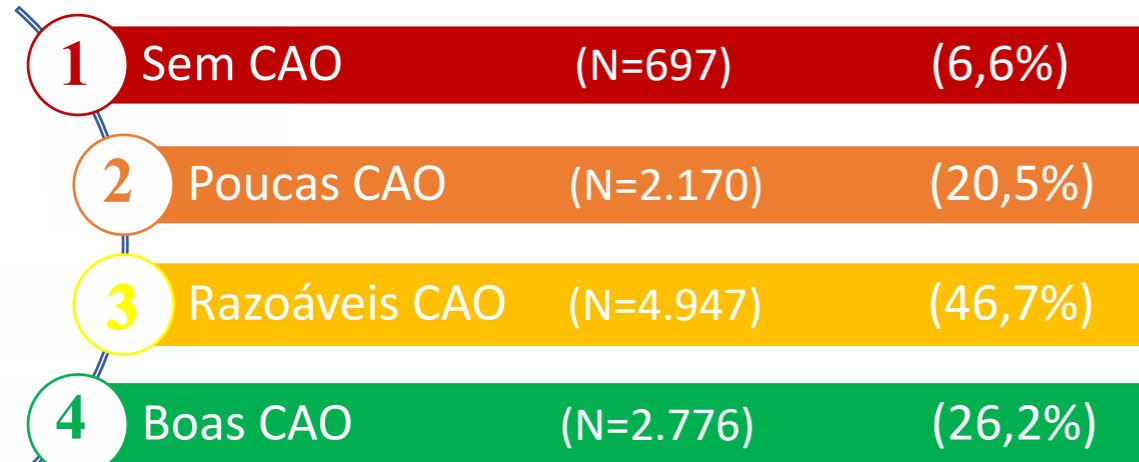 1 Sem CAO (N=697) (6,6%)
2 Poucas CAO (N=2.170) (20,5%)
3 Razoáveis CAO (N=4.947) (46,7%)
4 Boas CAO (N=2.776) (26,2%)